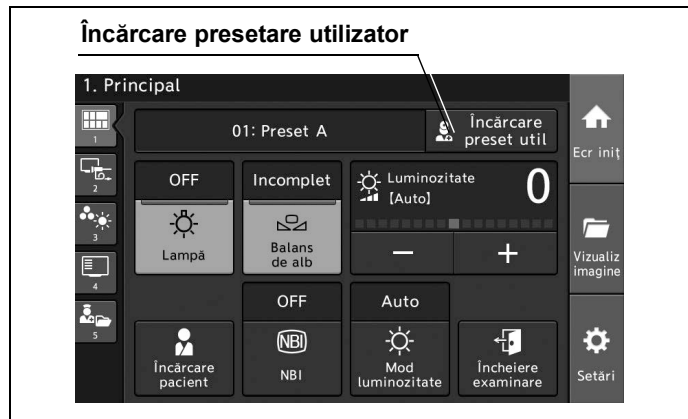 Încărcare presetare utilizator
1. Principal
1
01: Preset A
Încărcare
preset util
Ecr iniţ
2
OFF
Incomplet
Luminozitate
[Auto]
0
3
Lampă
Balans
de alb
−
+
Vizualiz
imagine
4
OFF
Auto
5
Încărcare
pacient
NBI
NBI
Mod
luminozitate
Încheiere
examinare
Setări